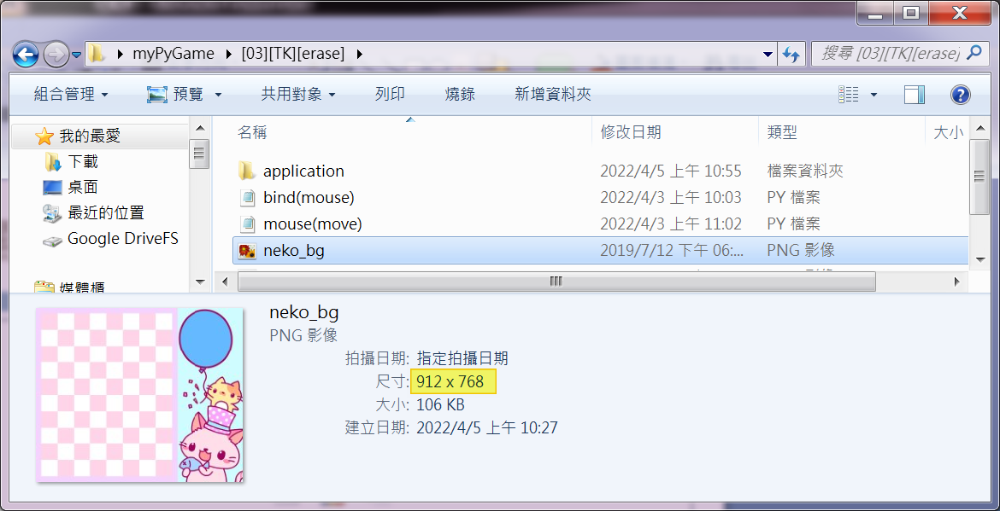 myPyGame [03][TK][erase]
搜尋 [03][TK][erase]
組合管理 預覽 共用對象 列印 燒錄 新增資料夾
我的最愛
下載
桌面
最近的位置
Google DriveFS
媒體櫃
名稱 修改日期 類型 大小
application 2022/4/5 上午 10:55 檔案資料夾
bind(mouse) 2022/4/3 上午 10:03 PY 檔案
mouse(move) 2022/4/3 上午 11:02 PY 檔案
neko_bg 2019/7/12 下午 06:... PNG 影像
neko_bg
PNG 影像
拍攝日期: 指定拍攝日期
尺寸: 912 x 768
大小: 106 KB
建立日期: 2022/4/5 上午 10:27